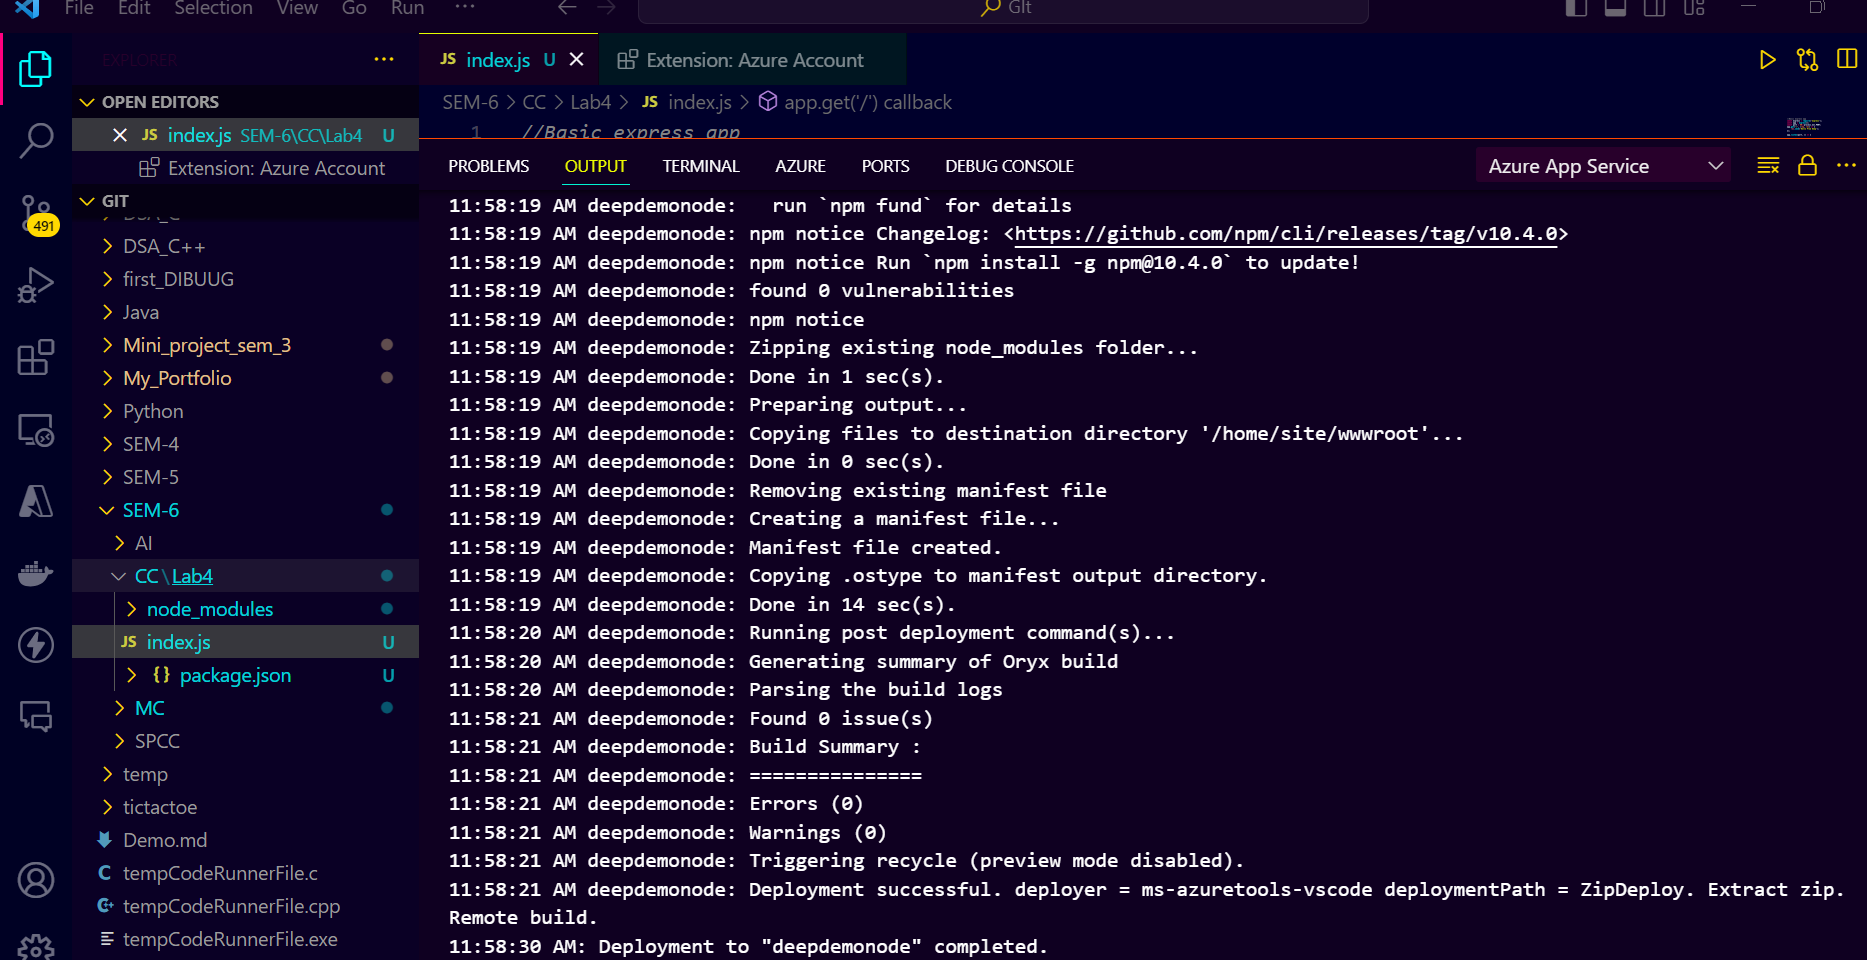 File Edit Selection View Go Run ···
GIt
EXPLORER
OPEN EDITORS
JS index.js SEM-6\CC\Lab4 U
Extension: Azure Account
GIT
DSA_C
DSA_C++
first_DIBUUG
Java
Mini_project_sem_3
My_Portfolio
Python
SEM-4
SEM-5
SEM-6
AI
CC\Lab4
node_modules
JS index.js U
{} package.json U
MC
SPCC
temp
tictactoe
Demo.md
C tempCodeRunnerFile.c
tempCodeRunnerFile.cpp
tempCodeRunnerFile.exe
491
JS index.js U
Extension: Azure Account
SEM-6 > CC > Lab4 > JS index.js > app.get('/') callback
1 //Basic express app
PROBLEMS OUTPUT TERMINAL AZURE PORTS DEBUG CONSOLE
Azure App Service
11:58:19 AM deepdemonode:   run `npm fund` for details
11:58:19 AM deepdemonode: npm notice Changelog: <https://github.com/npm/cli/releases/tag/v10.4.0>
11:58:19 AM deepdemonode: npm notice Run `npm install -g npm@10.4.0` to update!
11:58:19 AM deepdemonode: found 0 vulnerabilities
11:58:19 AM deepdemonode: npm notice
11:58:19 AM deepdemonode: Zipping existing node_modules folder...
11:58:19 AM deepdemonode: Done in 1 sec(s).
11:58:19 AM deepdemonode: Preparing output...
11:58:19 AM deepdemonode: Copying files to destination directory '/home/site/wwwroot'...
11:58:19 AM deepdemonode: Done in 0 sec(s).
11:58:19 AM deepdemonode: Removing existing manifest file
11:58:19 AM deepdemonode: Creating a manifest file...
11:58:19 AM deepdemonode: Manifest file created.
11:58:19 AM deepdemonode: Copying .ostype to manifest output directory.
11:58:19 AM deepdemonode: Done in 14 sec(s).
11:58:20 AM deepdemonode: Running post deployment command(s)...
11:58:20 AM deepdemonode: Generating summary of Oryx build
11:58:20 AM deepdemonode: Parsing the build logs
11:58:21 AM deepdemonode: Found 0 issue(s)
11:58:21 AM deepdemonode: Build Summary :
11:58:21 AM deepdemonode: ===============
11:58:21 AM deepdemonode: Errors (0)
11:58:21 AM deepdemonode: Warnings (0)
11:58:21 AM deepdemonode: Triggering recycle (preview mode disabled).
11:58:21 AM deepdemonode: Deployment successful. deployer = ms-azuretools-vscode deploymentPath = ZipDeploy. Extract zip.
Remote build.
11:58:30 AM: Deployment to "deepdemonode" completed.